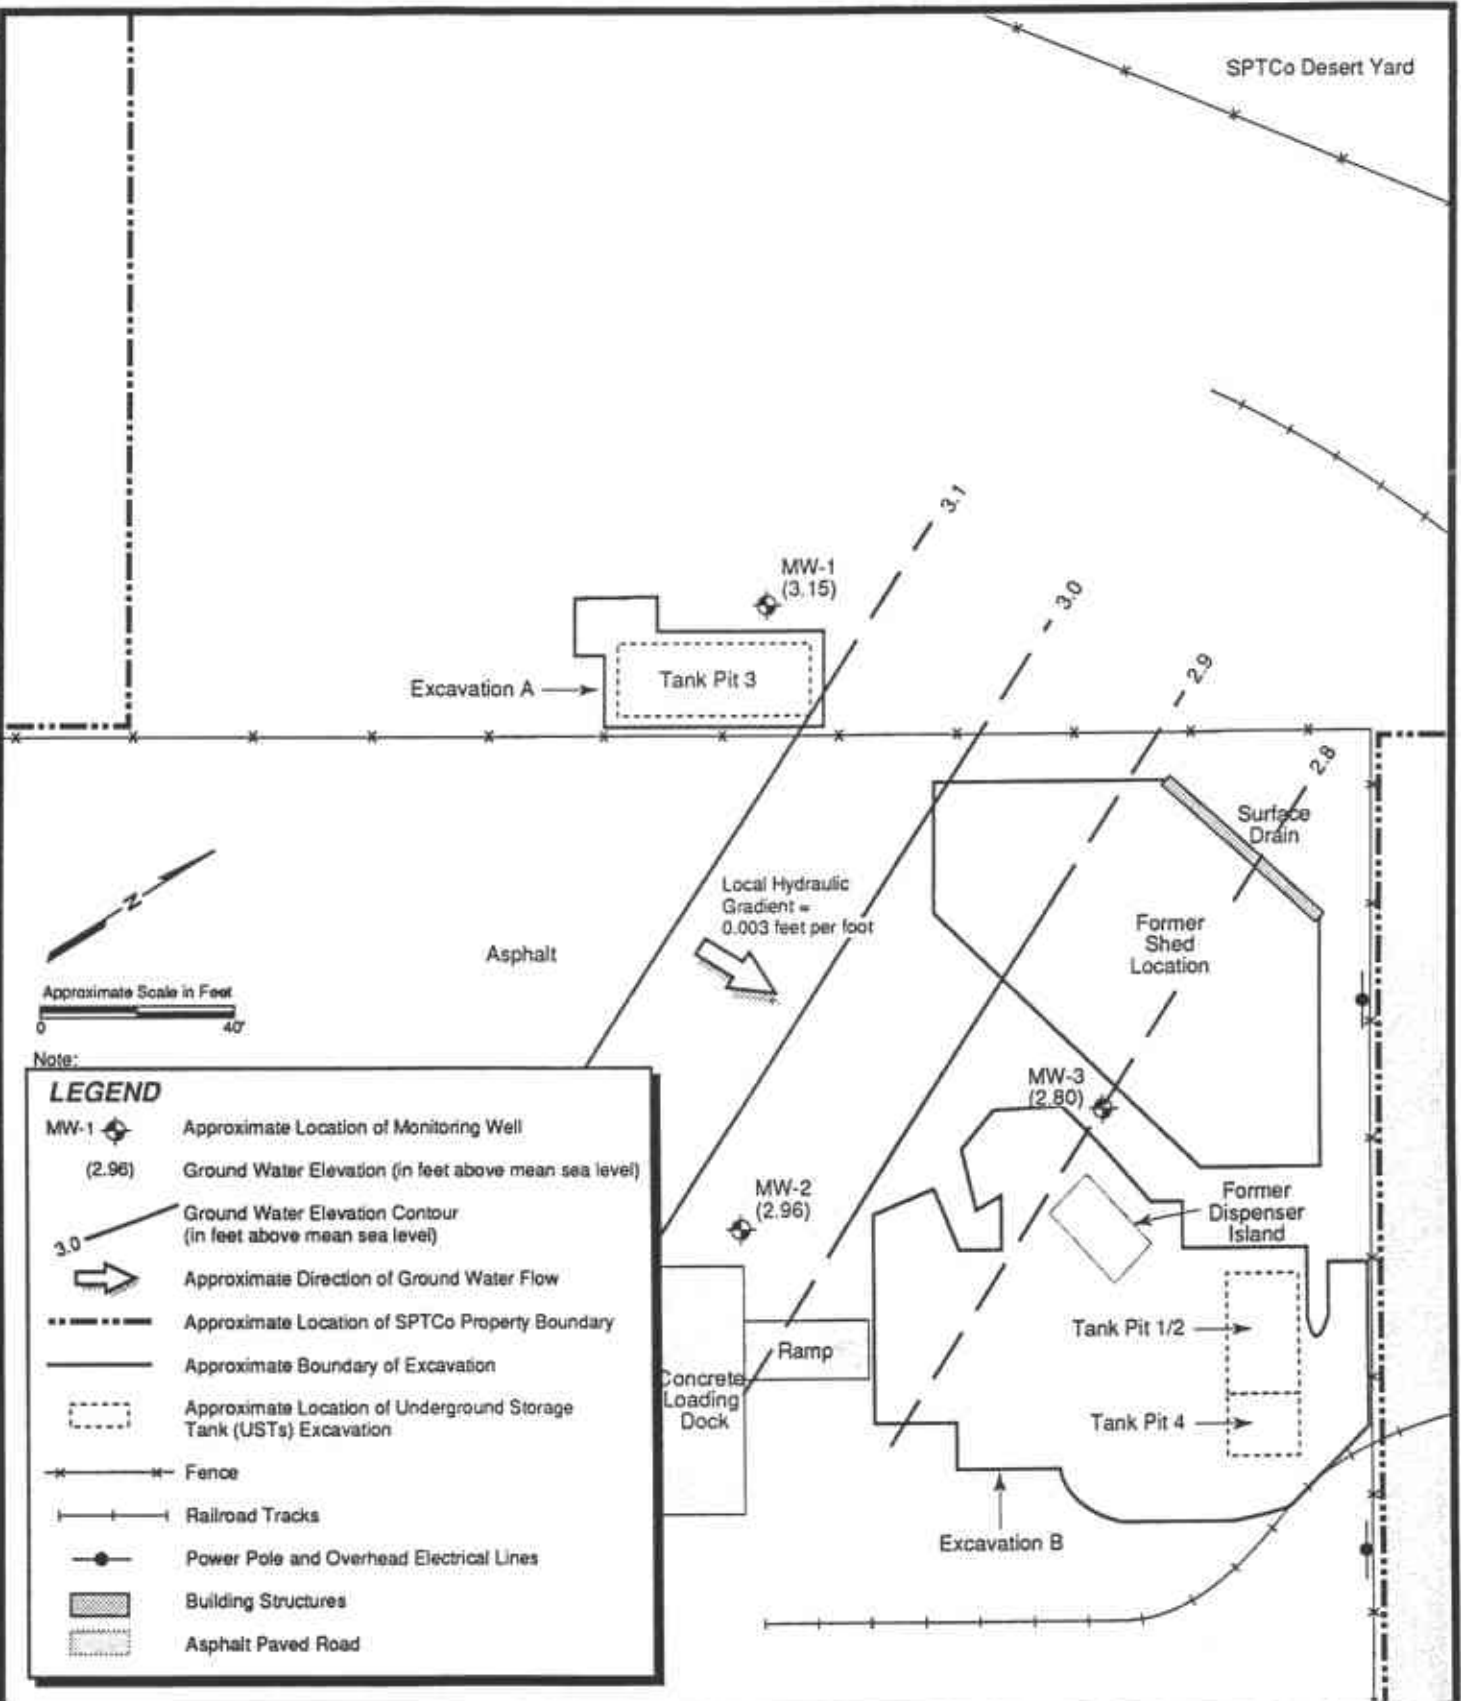 SPTCo Desert Yard
3.1
MW-1
(3.15)
3.0
Tank Pit 3
Excavation A
2.9
2.8
Surface
Drain
Local Hydraulic
Gradient =
0.003 feet per foot
N
Asphalt
Former
Shed
Location
Approximate Scale in Feet
0 40'
Note:
MW-3
(2.80)
MW-2
(2.96)
Former
Dispenser
Island
Tank Pit 1/2
Ramp
Concrete
Loading
Dock
Tank Pit 4
Excavation B
LEGEND
MW-1 Approximate Location of Monitoring Well
(2.96) Ground Water Elevation (in feet above mean sea level)
3.0 Ground Water Elevation Contour
(in feet above mean sea level)
Approximate Direction of Ground Water Flow
Approximate Location of SPTCo Property Boundary
Approximate Boundary of Excavation
Approximate Location of Underground Storage
Tank (USTs) Excavation
Fence
Railroad Tracks
Power Pole and Overhead Electrical Lines
Building Structures
Asphalt Paved Road